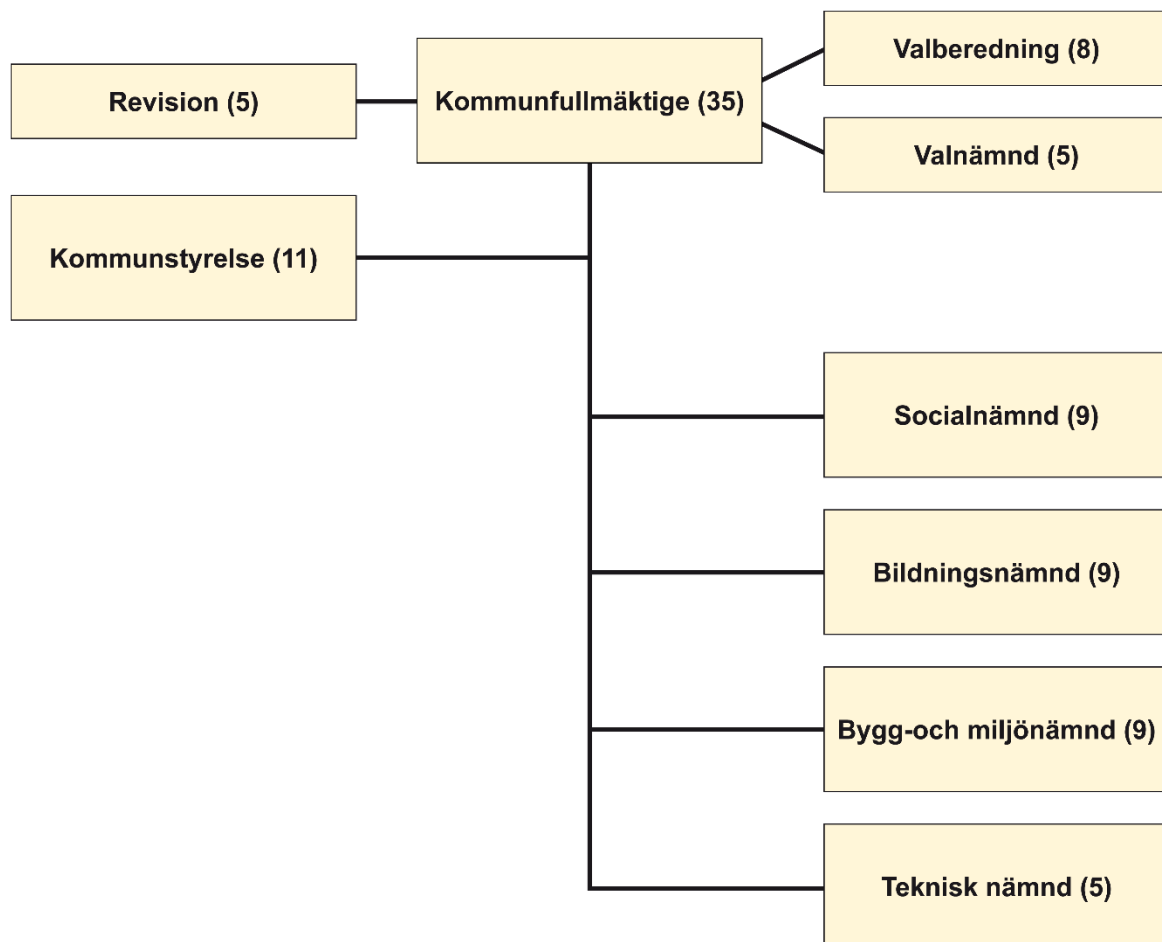 Revision (5)
Kommunfullmäktige (35)
Valberedning (8)
Valnämnd (5)
Kommunstyrelse (11)
Socialnämnd (9)
Bildningsnämnd (9)
Bygg-och miljönämnd (9)
Teknisk nämnd (5)